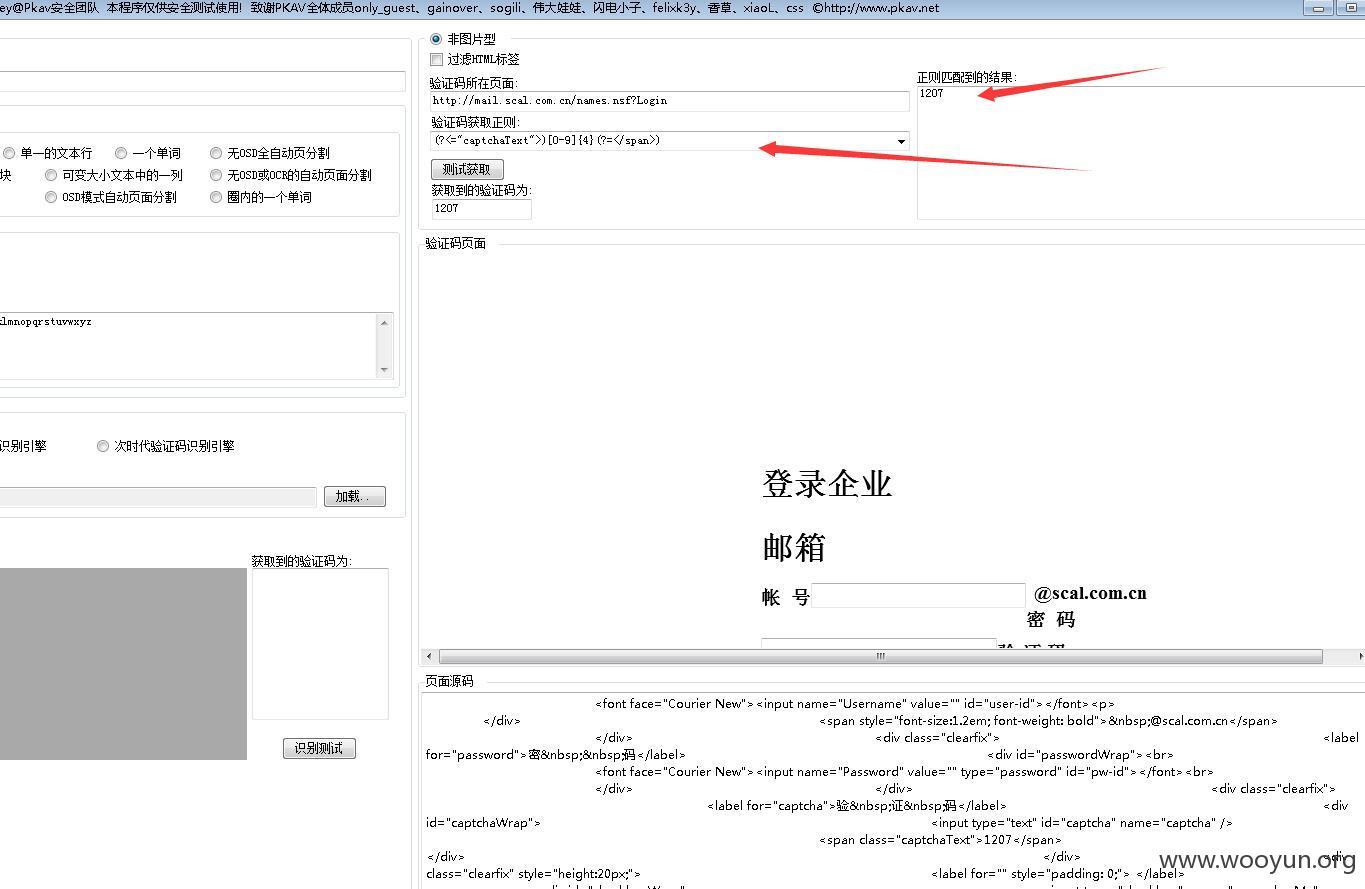 ey@Pkav安全团队 本程序仅供安全测试使用! 致谢PKAV全体成员only_guest、gainover、sogili、伟大娃娃、闪电小子、felixk3y、香草、xiaoL、css ©http://www.pkav.net
非图片型
过滤HTML标签
验证码所在页面:
http://mail.scal.com.cn/names.nsf?Login
验证码获取正则:
(?<="captchaText">)[0-9]{4}(?=</span>)
测试获取
获取到的验证码为:
1207
正则匹配到的结果:
1207
单一的文本行 一个单词 无OSD全自动页分割
块 可变大小文本中的一列 无OSD或OCR的自动页面分割
OSD模式自动页面分割 圈内的一个单词
klmnopqrstuvwxyz
识别引擎 次时代验证码识别引擎
加载..
获取到的验证码为:
识别测试
验证码页面
登录企业
邮箱
帐 号 @scal.com.cn
密 码
验 证 码
页面源码
<font face="Courier New"><input name="Username" value="" id="user-id"></font><p>
</div> <span style="font-size:1.2em; font-weight: bold">&nbsp;@scal.com.cn</span>
</div> <div class="clearfix"> <label
for="password">密&nbsp;&nbsp;码</label> <div id="passwordWrap"><br>
<font face="Courier New"><input name="Password" value="" type="password" id="pw-id"></font><br>
</div> </div> <div class="clearfix">
<label for="captcha">验&nbsp;证&nbsp;码</label> <div
id="captchaWrap"> <input type="text" id="captcha" name="captcha" />
<span class="captchaText">1207</span>
</div> </div> <div
class="clearfix" style="height:20px;"> <label for="" style="padding: 0;"> </label>
www.wooyun.org